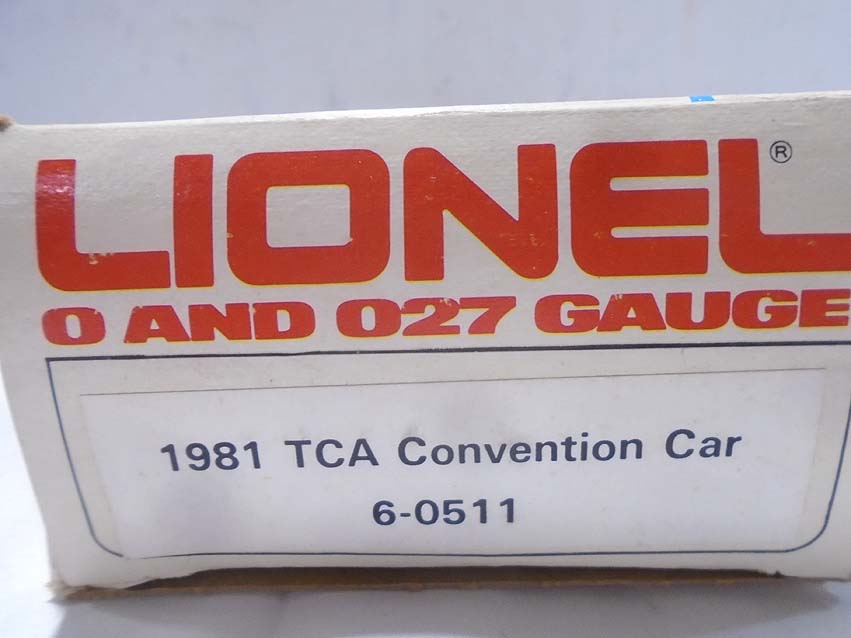 LIONEL ®
O AND O27 GAUGE
1981 TCA Convention Car
6-0511